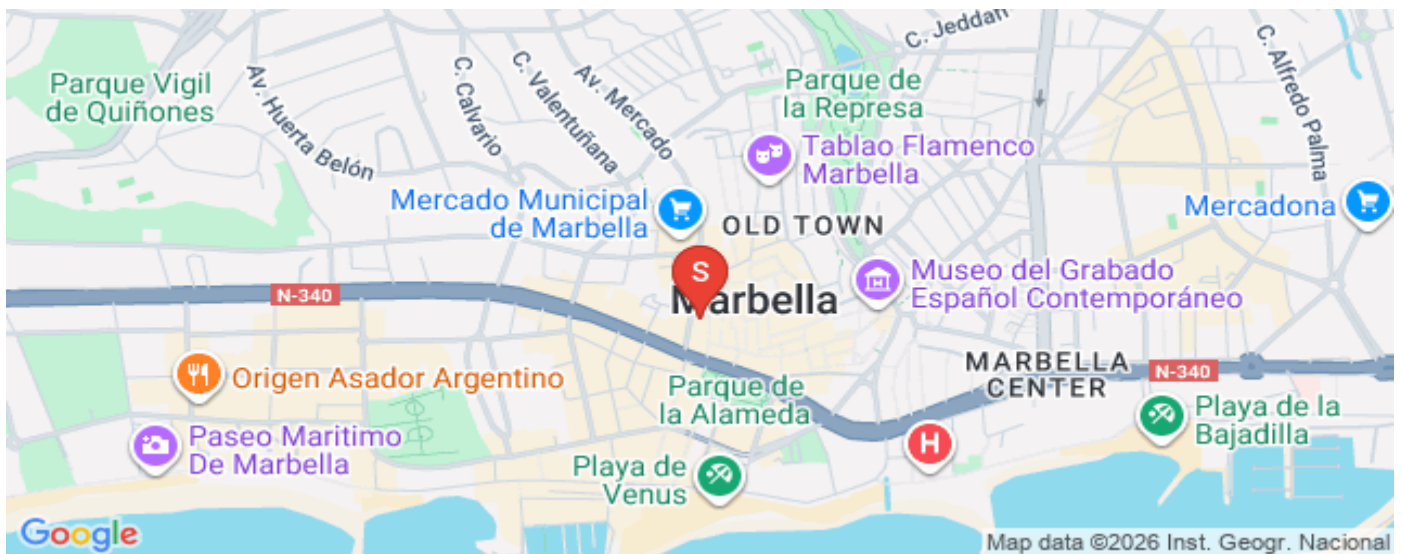 C. Jeddah
Parque Vigil
de Quiñones
Av. Huerta Belón
C. Calvario
C. Valentuñana
Av. Mercado
Parque de
la Represa
C. Alfredo Palma
Tablao Flamenco
Marbella
Mercado Municipal
de Marbella
OLD TOWN
Mercadona
S
Marbella
Museo del Grabado
Español Contemporáneo
N-340
Origen Asador Argentino
Parque de
la Alameda
MARBELLA
CENTER
N-340
Paseo Maritimo
De Marbella
Playa de
Venus
H
Playa de la
Bajadilla
Google
Map data ©2026 Inst. Geogr. Nacional